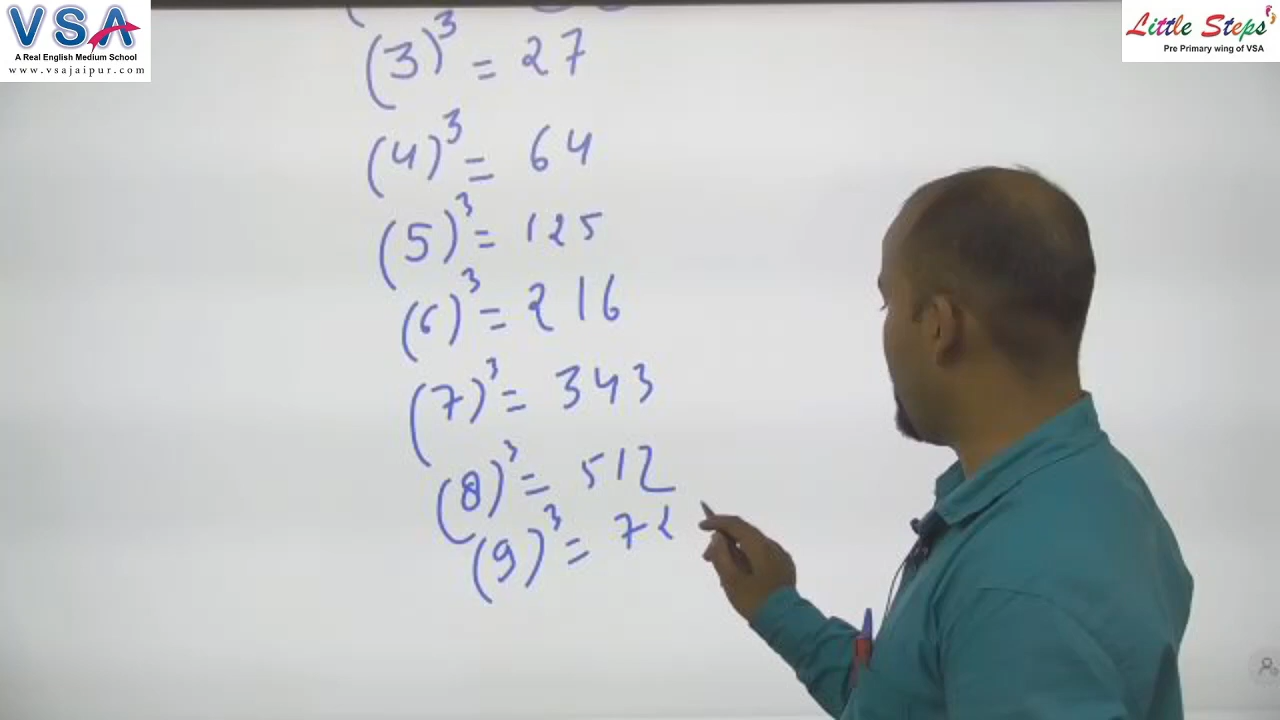 VSA
A Real English Medium School
www.vsajaipur.com
Little Steps
Pre Primary wing of VSA
(3)³ = 27
(4)³ = 64
(5)³ = 125
(6)³ = 216
(7)³ = 343
(8)³ = 512
(9)³ = 72